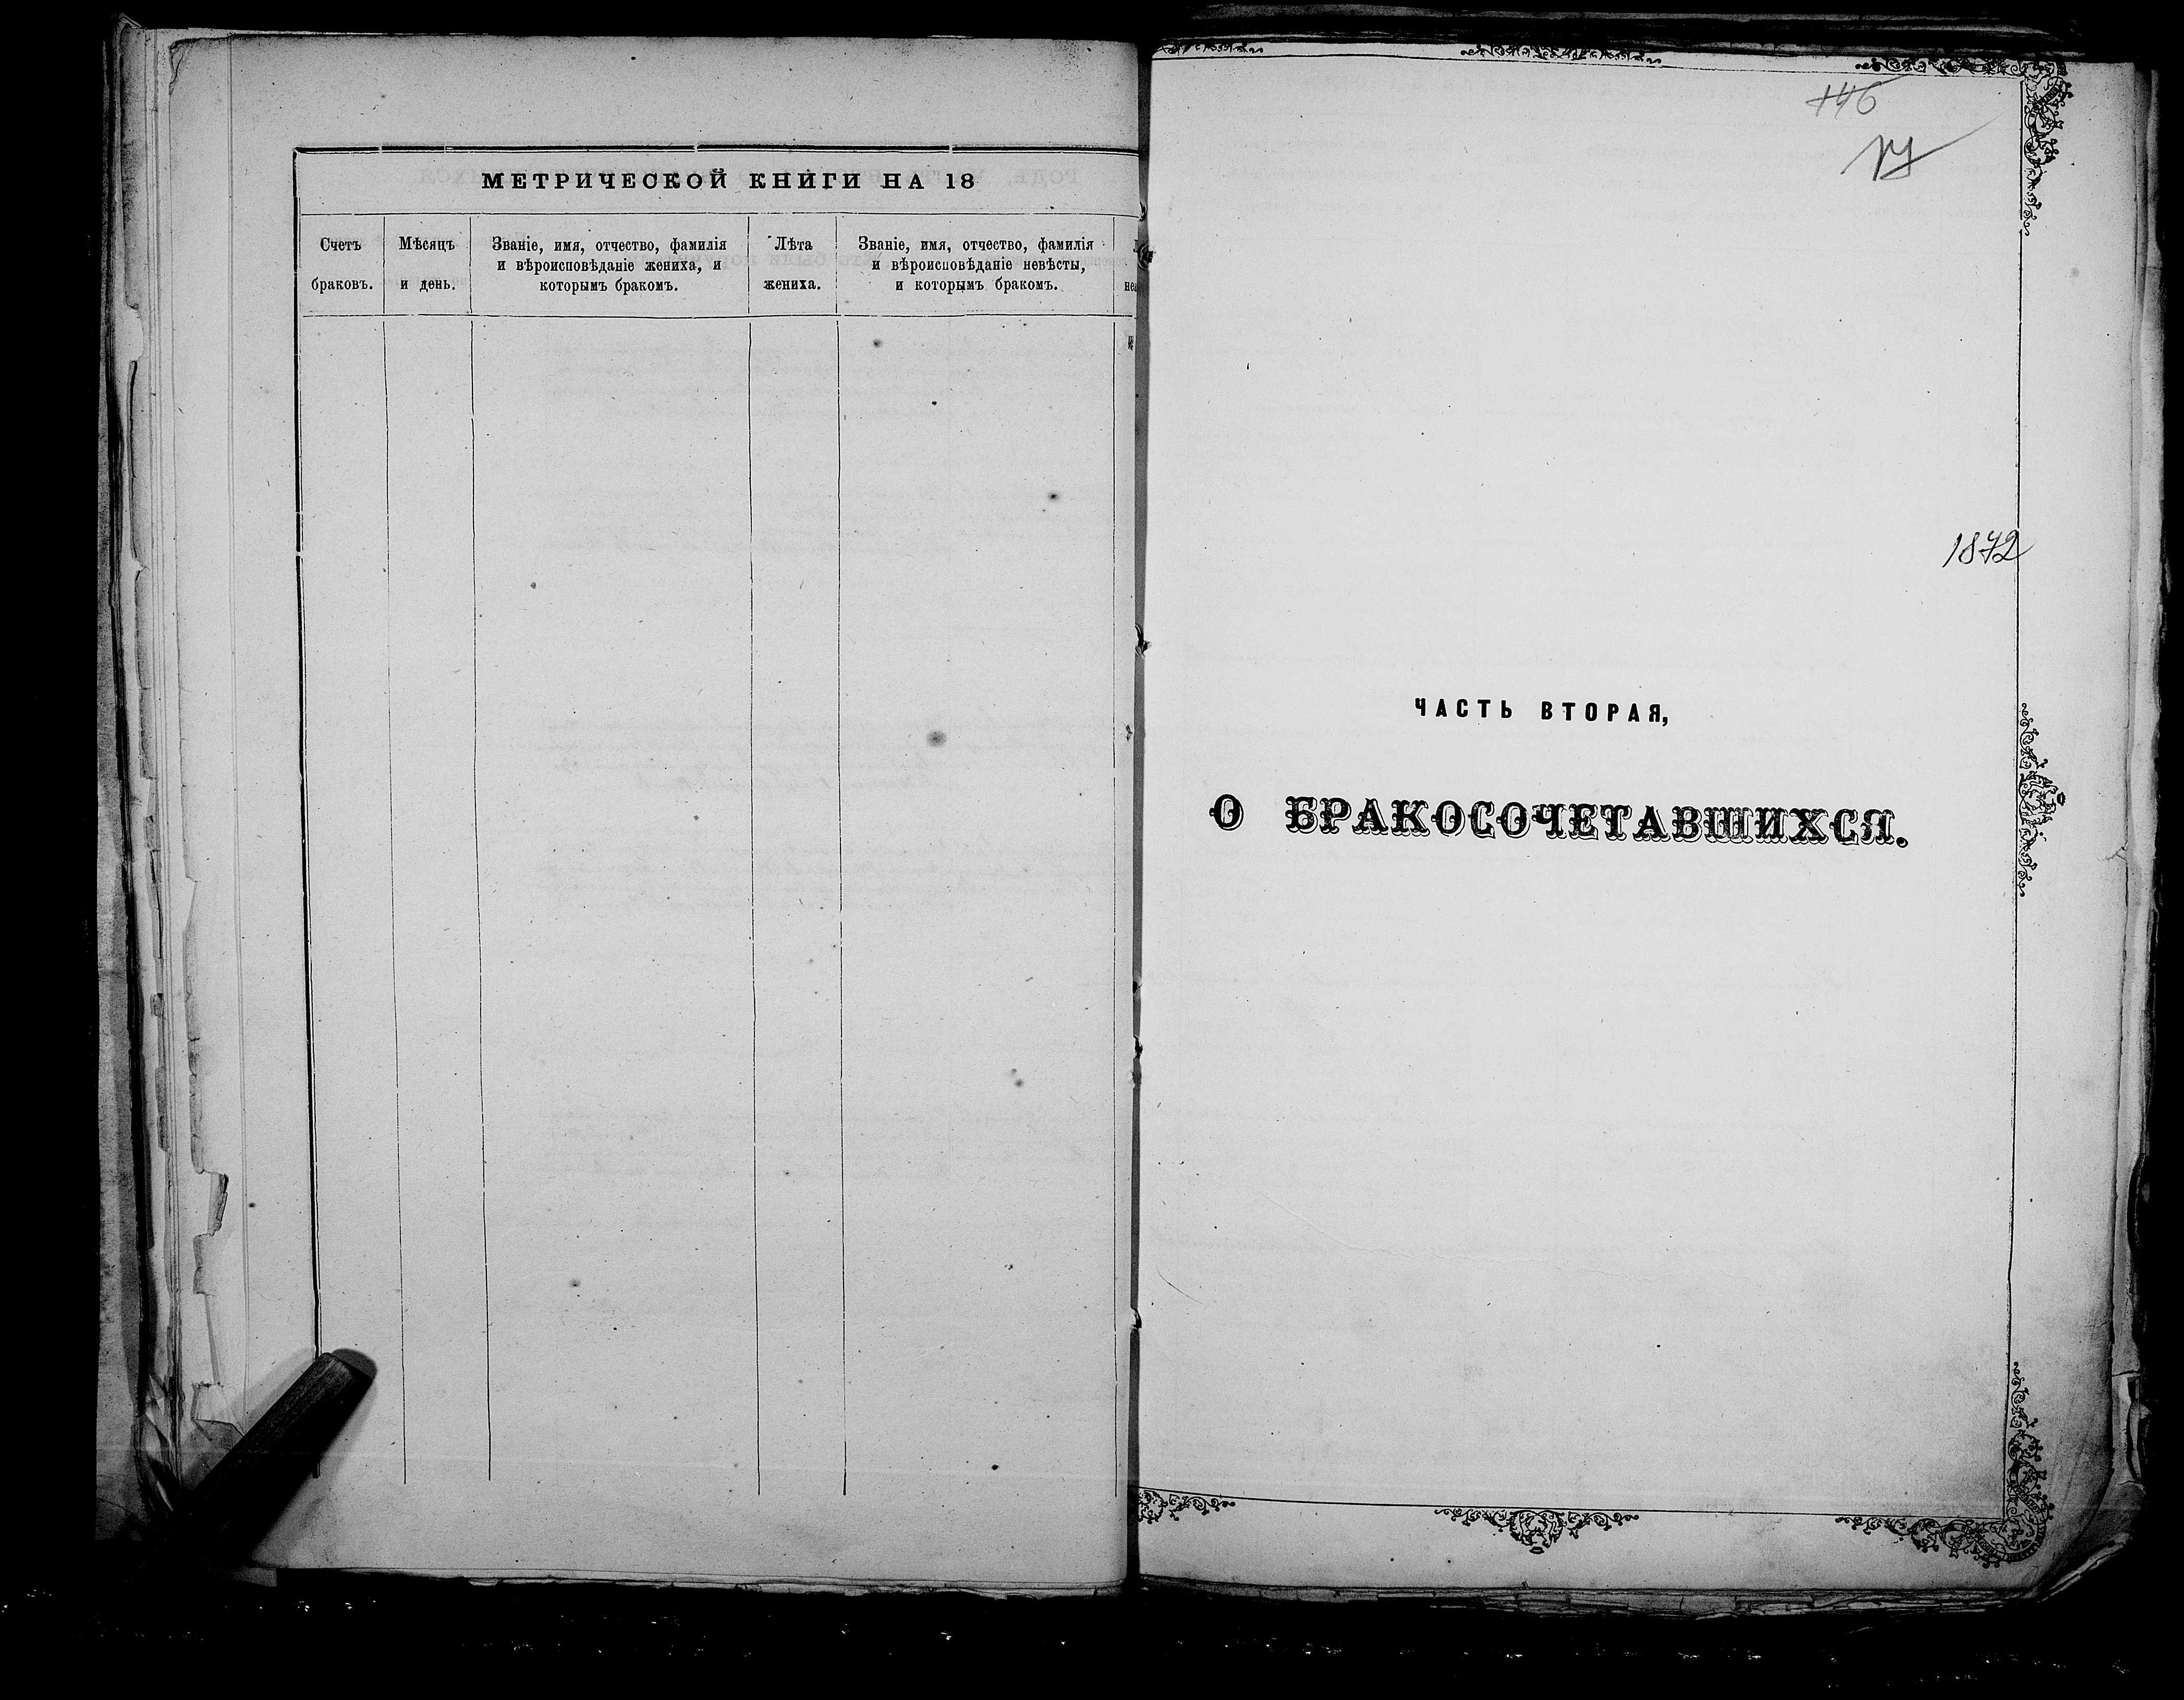 МЕТРИЧЕСКОЙ КНИГИ НА 18
Счетъ
браковъ.
Мѣсяцъ
и день.
Званіе, имя, отчество, фамилія
и вѣроисповѣданіе жениха, и
которымъ бракомъ.
Лѣта
жениха.
Званіе, имя, отчество, фамилія
и вѣроисповѣданіе невѣсты,
и которымъ бракомъ.
146
1872
ЧАСТЬ ВТОРАЯ,
О БРАКОСОЧЕТАВШИХСЯ.